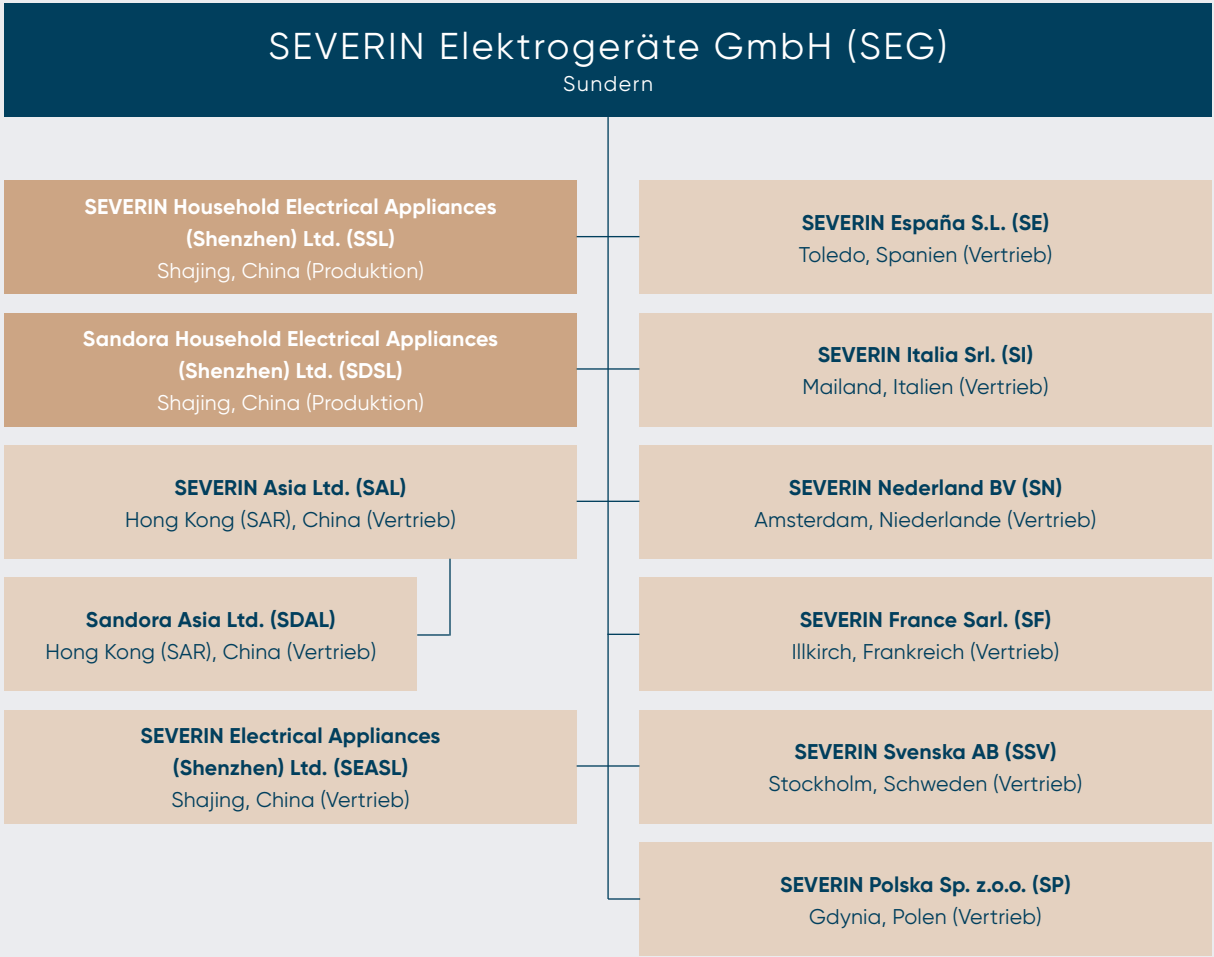 SEVERIN Elektrogeräte GmbH (SEG)
Sundern
SEVERIN Household Electrical Appliances
(Shenzhen) Ltd. (SSL)
Shajing, China (Produktion)
Sandora Household Electrical Appliances
(Shenzhen) Ltd. (SDSL)
Shajing, China (Produktion)
SEVERIN Asia Ltd. (SAL)
Hong Kong (SAR), China (Vertrieb)
Sandora Asia Ltd. (SDAL)
Hong Kong (SAR), China (Vertrieb)
SEVERIN Electrical Appliances
(Shenzhen) Ltd. (SEASL)
Shajing, China (Vertrieb)
SEVERIN España S.L. (SE)
Toledo, Spanien (Vertrieb)
SEVERIN Italia Srl. (SI)
Mailand, Italien (Vertrieb)
SEVERIN Nederland BV (SN)
Amsterdam, Niederlande (Vertrieb)
SEVERIN France Sarl. (SF)
Illkirch, Frankreich (Vertrieb)
SEVERIN Svenska AB (SSV)
Stockholm, Schweden (Vertrieb)
SEVERIN Polska Sp. z.o.o. (SP)
Gdynia, Polen (Vertrieb)